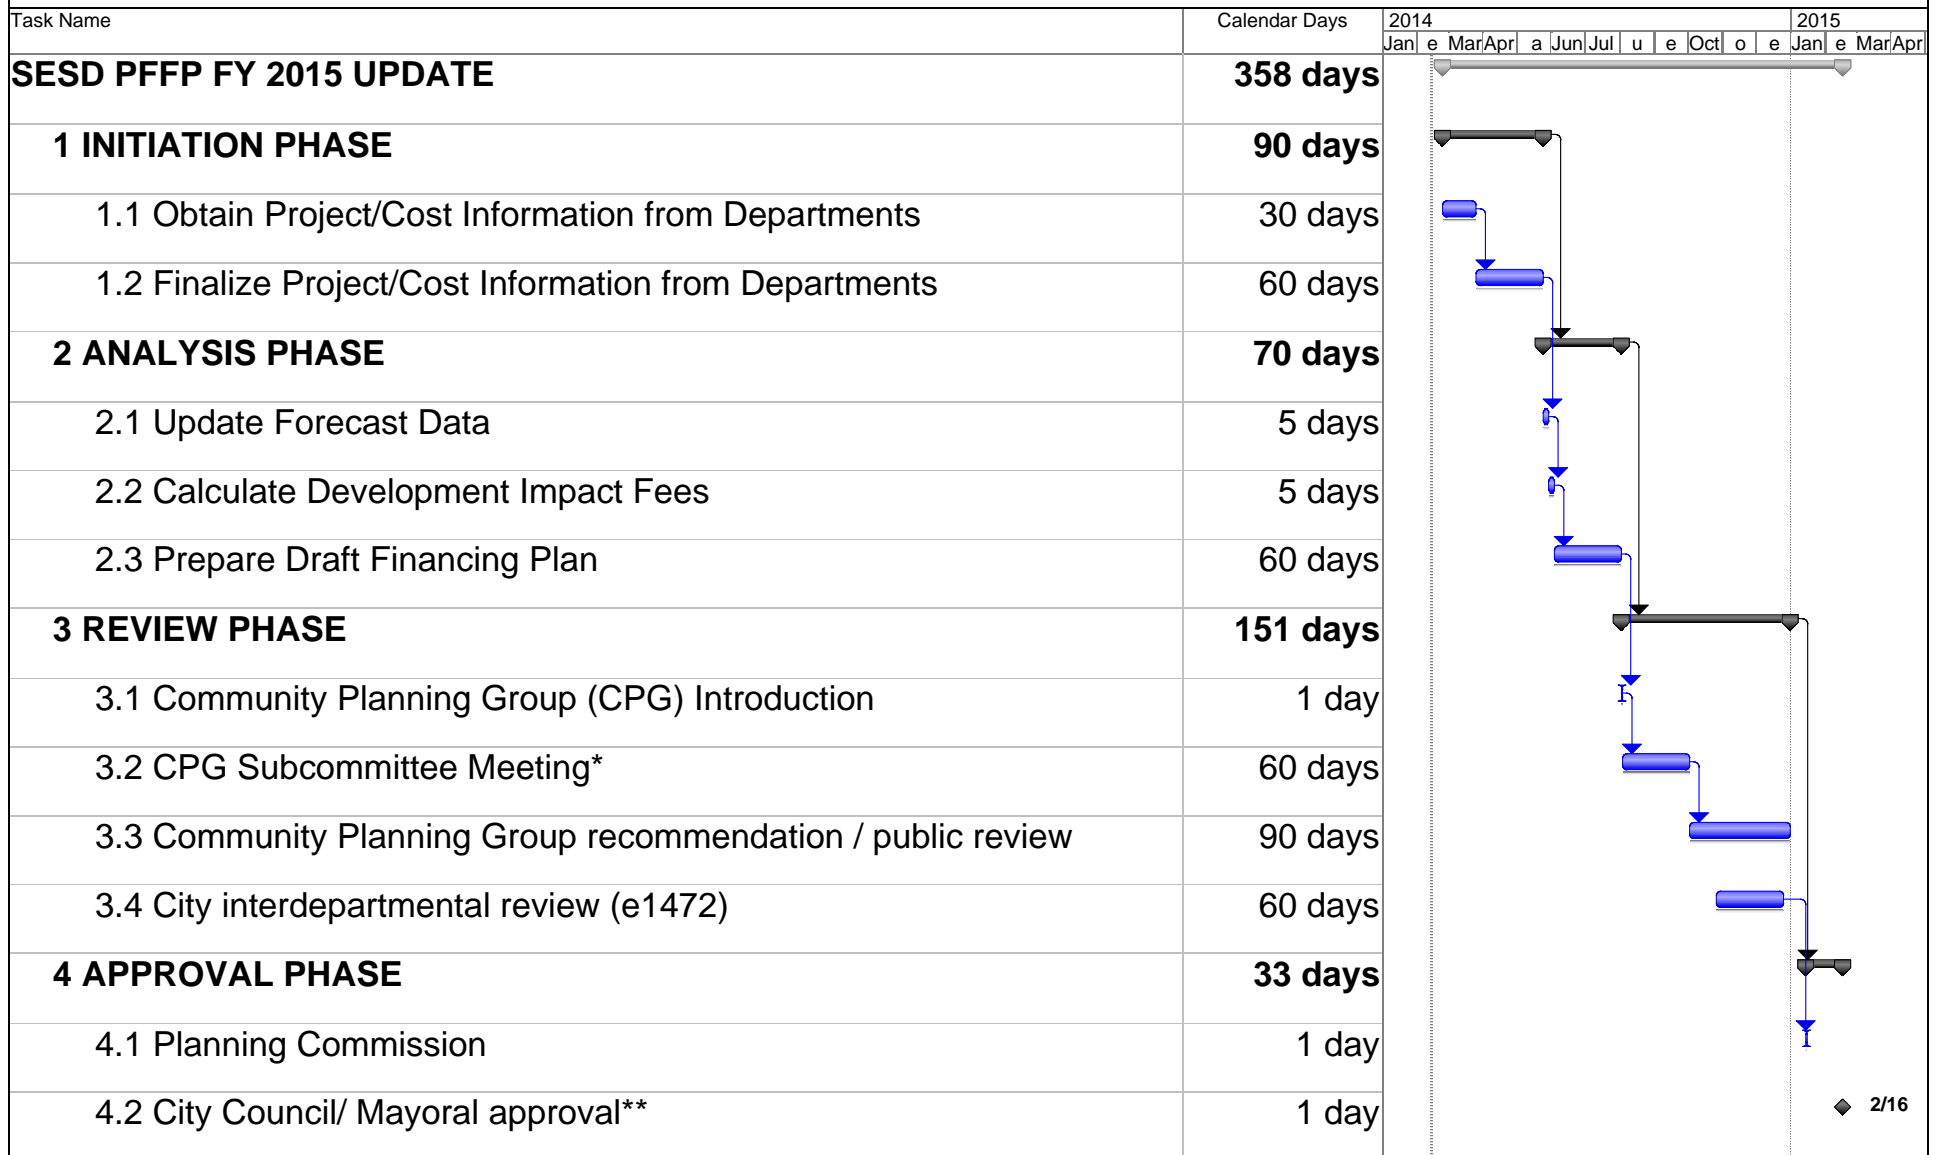 Task Name Calendar Days 2014 2015
Jan e Mar Apr a Jun Jul u e Oct o e Jan e Mar Apr
SESD PFFP FY 2015 UPDATE 358 days
1 INITIATION PHASE 90 days
1.1 Obtain Project/Cost Information from Departments 30 days
1.2 Finalize Project/Cost Information from Departments 60 days
2 ANALYSIS PHASE 70 days
2.1 Update Forecast Data 5 days
2.2 Calculate Development Impact Fees 5 days
2.3 Prepare Draft Financing Plan 60 days
3 REVIEW PHASE 151 days
3.1 Community Planning Group (CPG) Introduction 1 day
3.2 CPG Subcommittee Meeting* 60 days
3.3 Community Planning Group recommendation / public review 90 days
3.4 City interdepartmental review (e1472) 60 days
4 APPROVAL PHASE 33 days
4.1 Planning Commission 1 day
4.2 City Council/ Mayoral approval** 1 day 2/16